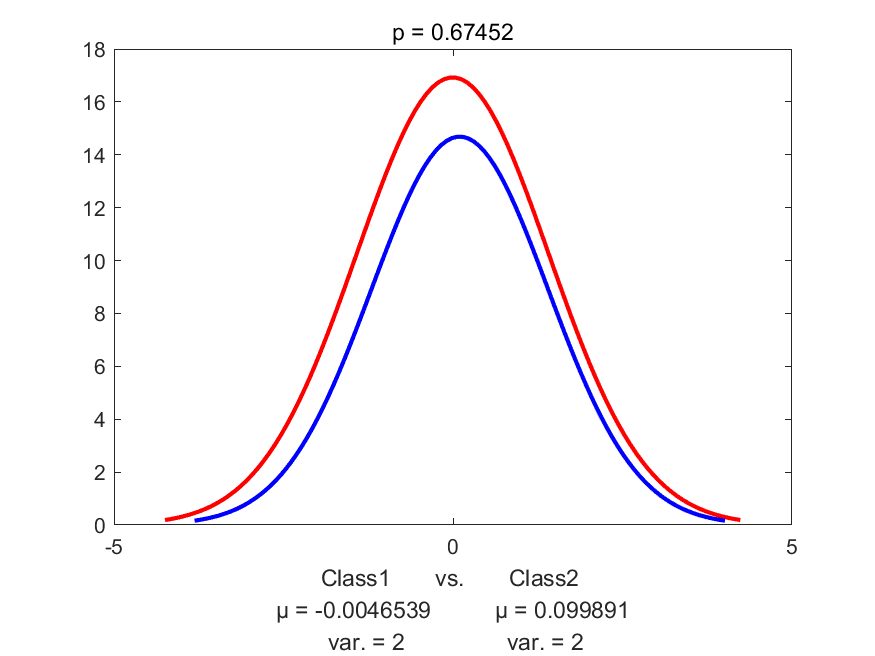 p = 0.67452
18
16
14
12
10
8
6
4
2
0
-5 0 5
Class1 vs. Class2
μ = -0.0046539 μ = 0.099891
var. = 2 var. = 2